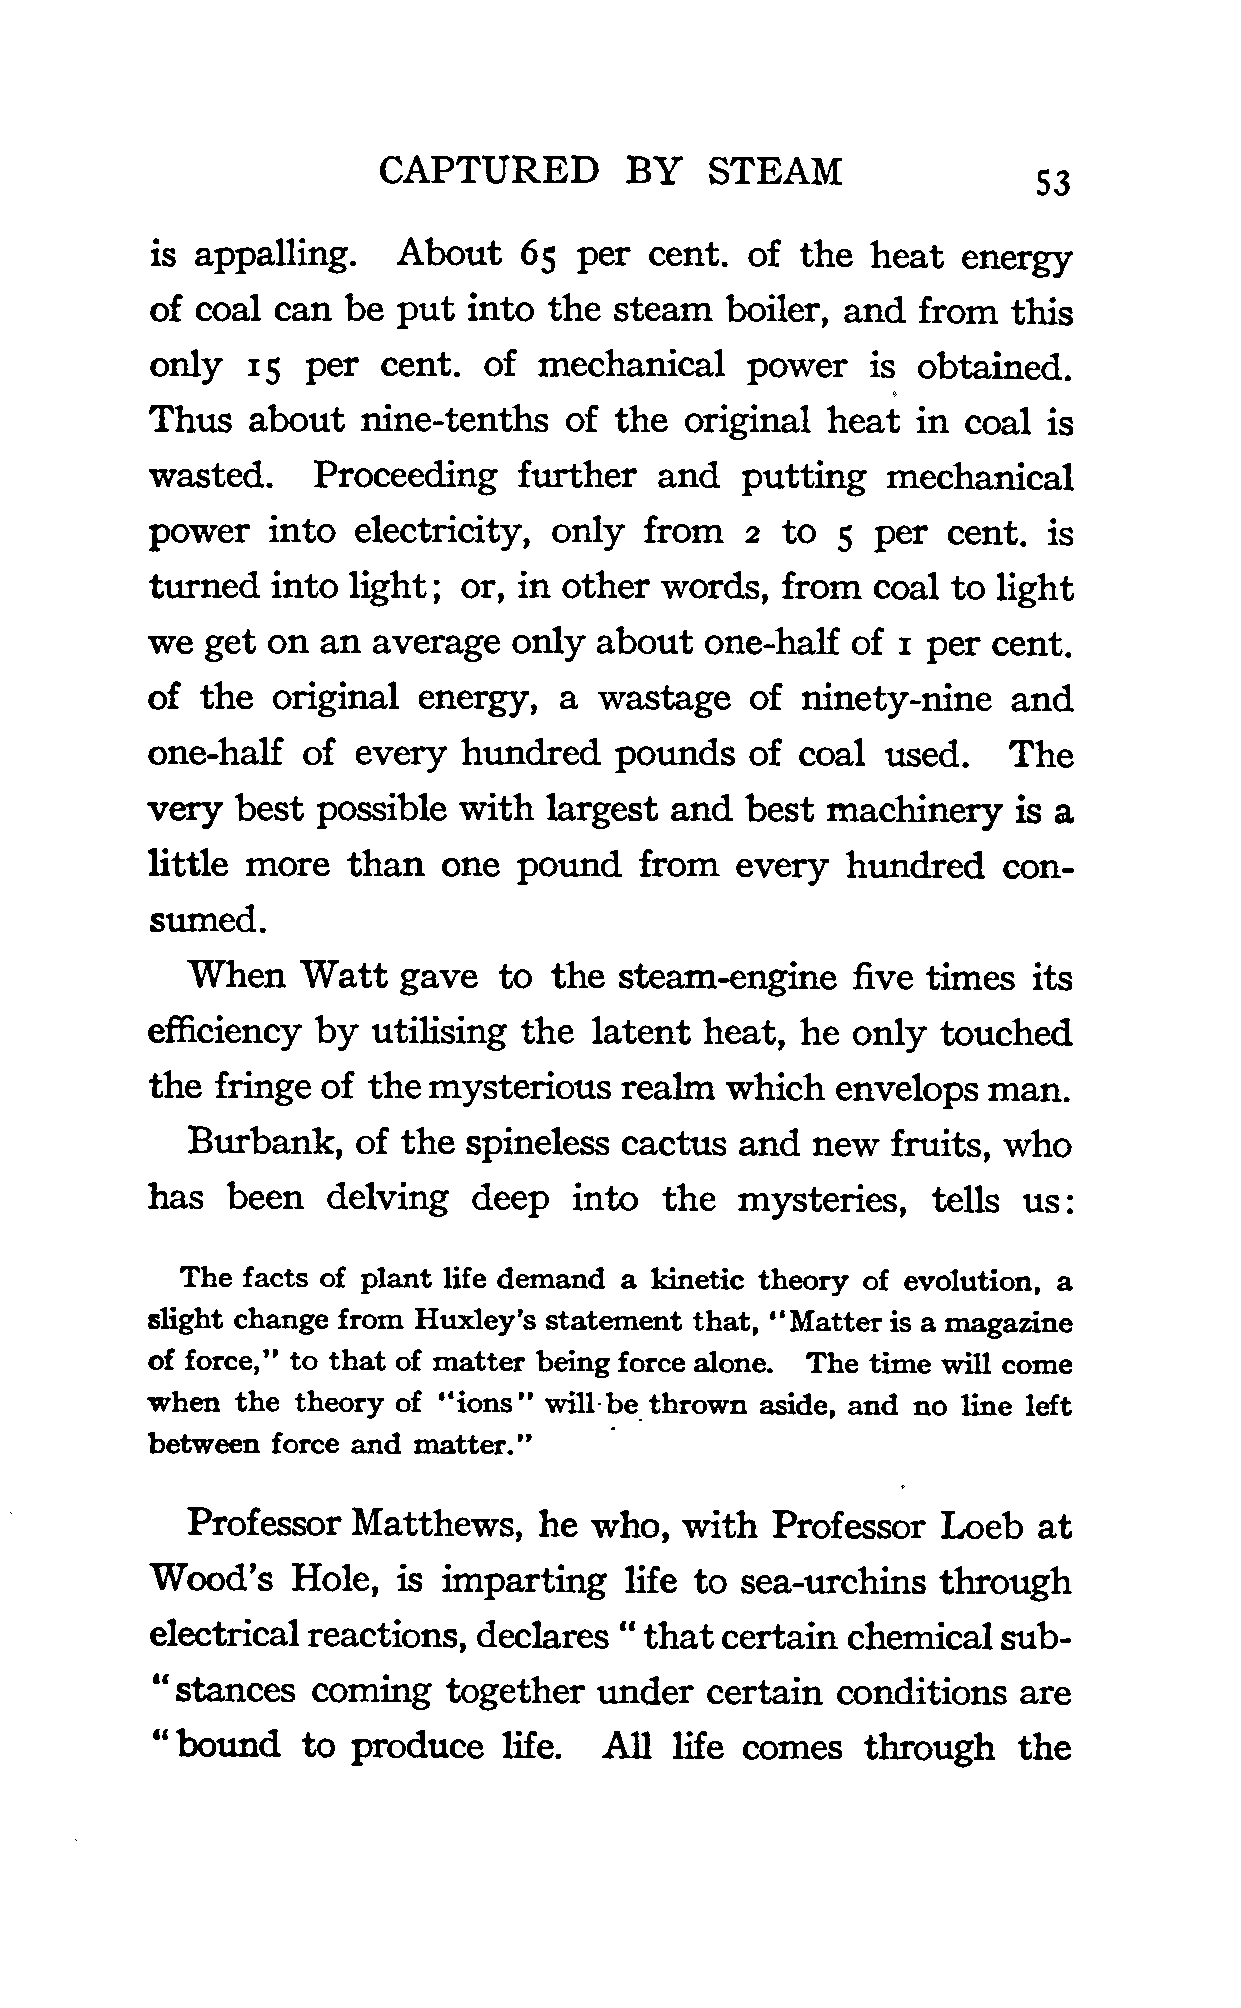 CAPTURED BY STEAM 53
is appalling. About 65 per cent. of the heat energy
of coal can be put into the steam boiler, and from this
only 15 per cent. of mechanical power is obtained.
Thus about nine-tenths of the original heat in coal is
wasted. Proceeding further and putting mechanical
power into electricity, only from 2 to 5 per cent. is
turned into light; or, in other words, from coal to light
we get on an average only about one-half of 1 per cent.
of the original energy, a wastage of ninety-nine and
one-half of every hundred pounds of coal used. The
very best possible with largest and best machinery is a
little more than one pound from every hundred con-
sumed.
When Watt gave to the steam-engine five times its
efficiency by utilising the latent heat, he only touched
the fringe of the mysterious realm which envelops man.
Burbank, of the spineless cactus and new fruits, who
has been delving deep into the mysteries, tells us:
The facts of plant life demand a kinetic theory of evolution, a
slight change from Huxley's statement that, "Matter is a magazine
of force," to that of matter being force alone. The time will come
when the theory of "ions" will be thrown aside, and no line left
between force and matter."
Professor Matthews, he who, with Professor Loeb at
Wood's Hole, is imparting life to sea-urchins through
electrical reactions, declares "that certain chemical sub-
"stances coming together under certain conditions are
"bound to produce life. All life comes through the